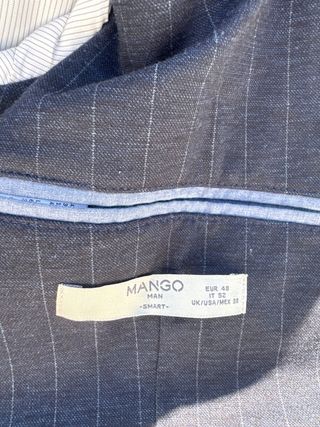 MANGO
MAN
-SMART-
EUR 48
IT 52
UK/USA/MEX 38